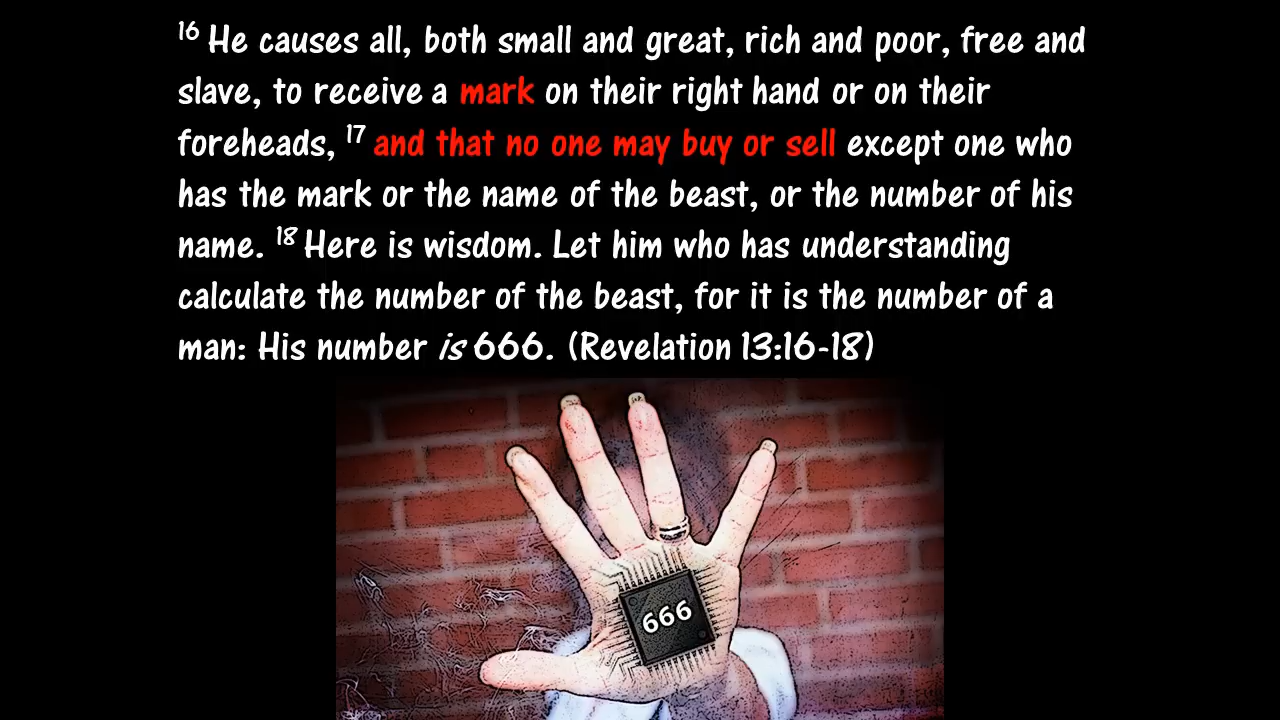 16 He causes all, both small and great, rich and poor, free and
slave, to receive a mark on their right hand or on their
foreheads, 17 and that no one may buy or sell except one who
has the mark or the name of the beast, or the number of his
name. 18 Here is wisdom. Let him who has understanding
calculate the number of the beast, for it is the number of a
man: His number is 666. (Revelation 13:16-18)
666